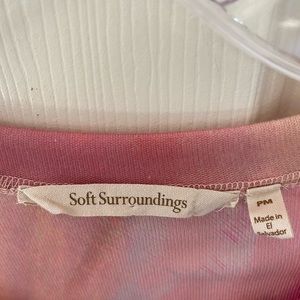 Soft Surroundings
PM
Made in
El
Salvador